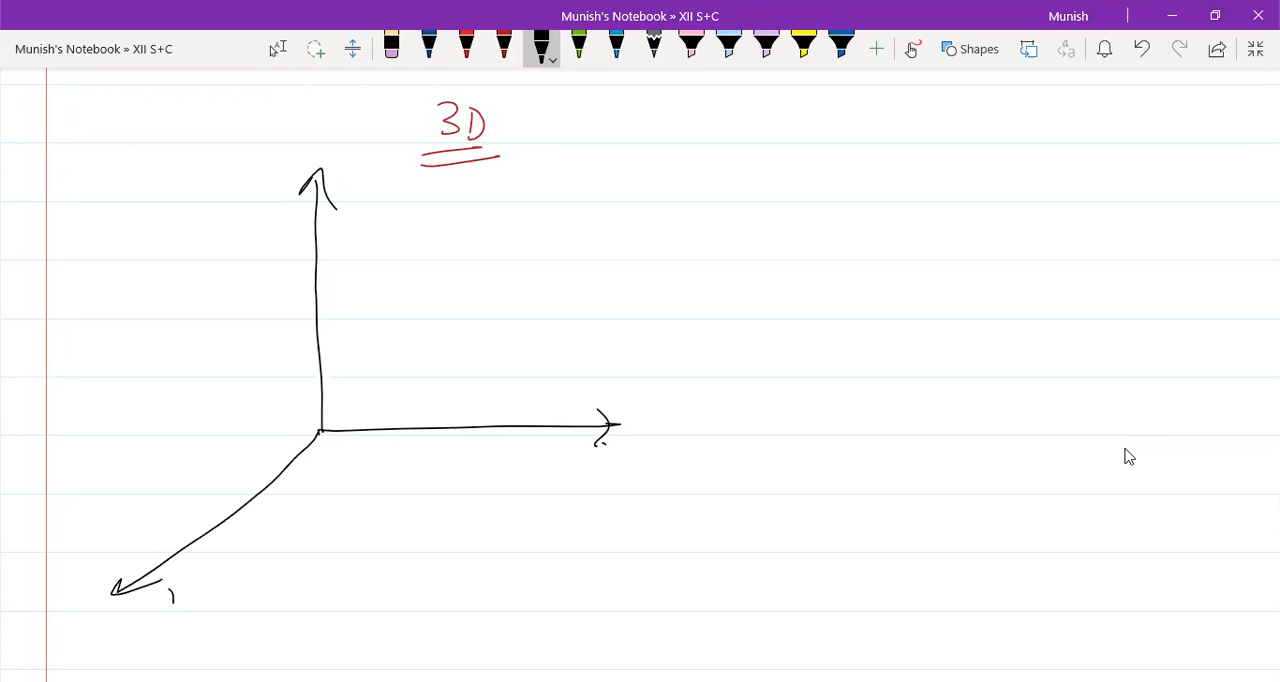 Munish's Notebook » XII S+C
Munish
Munish's Notebook » XII S+C
Shapes
3D